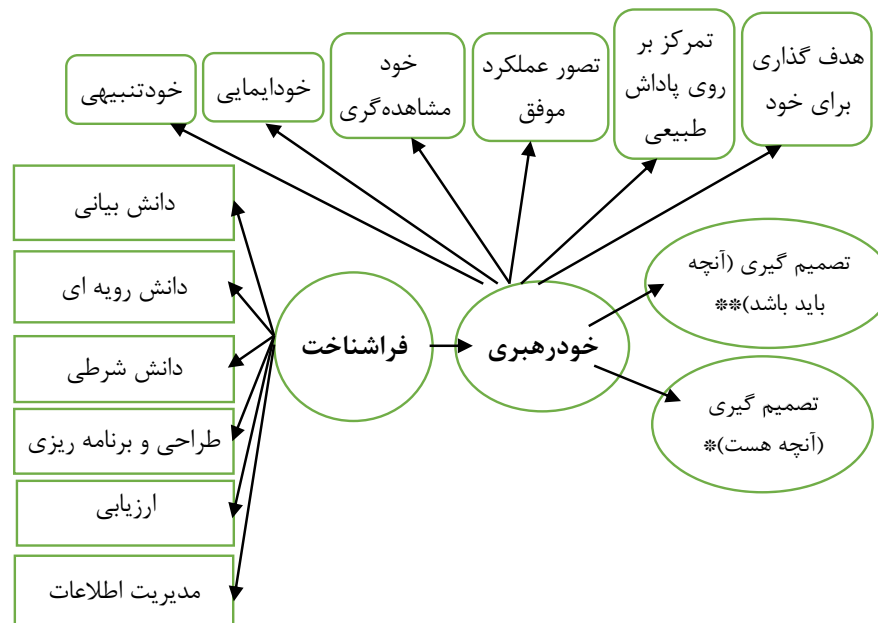 هدف گذاری
برای خود
تمرکز بر
روی پاداش
طبیعی
تصور عملکرد
موفق
خود
مشاهده‌گری
خودایمایی
خودتنبیهی
تصمیم گیری (آنچه
باید باشد)**
تصمیم گیری
(آنچه هست)*
خودرهبری
فراشناخت
دانش بیانی
دانش رویه ای
دانش شرطی
طراحی و برنامه ریزی
ارزیابی
مدیریت اطلاعات